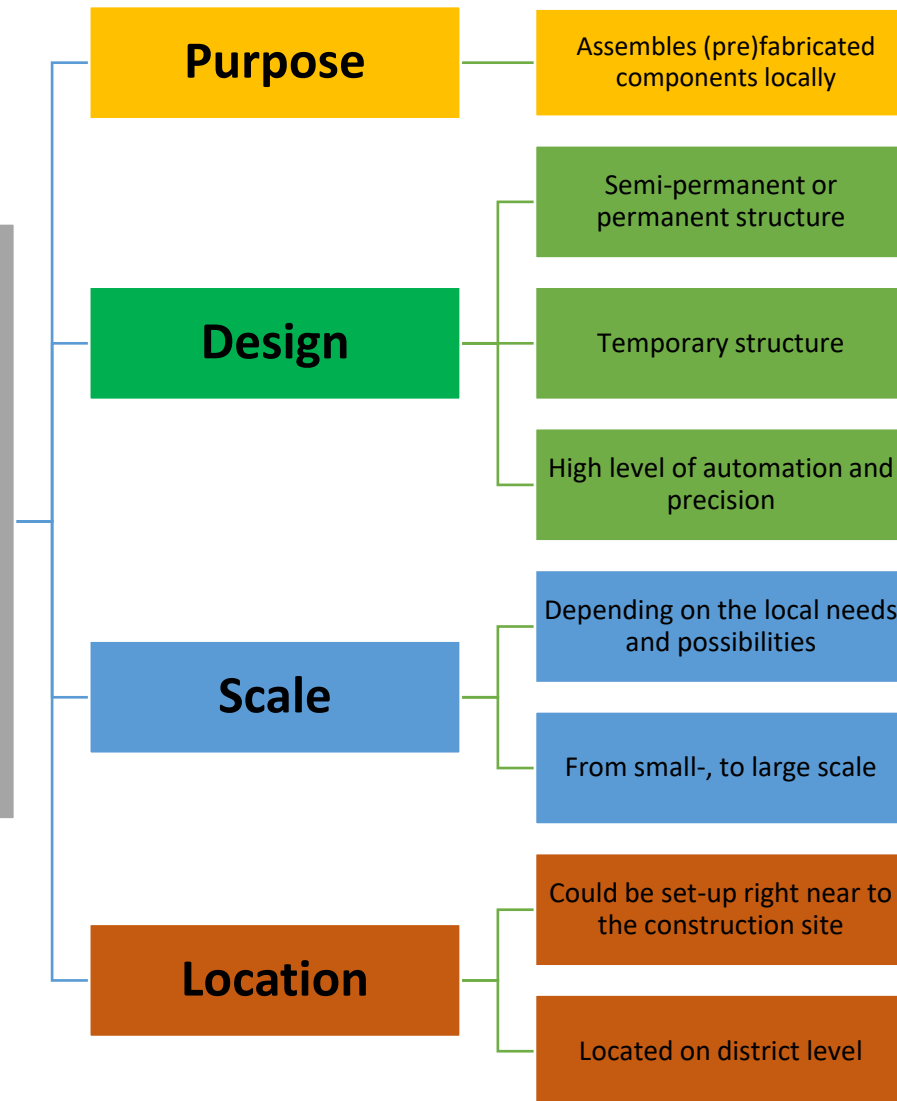 Purpose
Assembles (pre)fabricated
components locally
Design
Semi-permanent or
permanent structure
Temporary structure
High level of automation and
precision
Scale
Depending on the local needs
and possibilities
From small-, to large scale
Location
Could be set-up right near to
the construction site
Located on district level